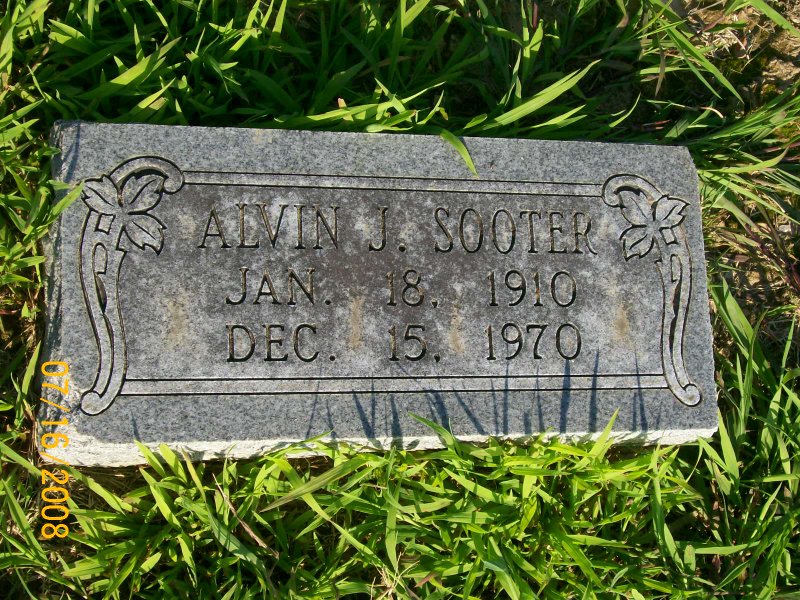 ALVIN J. SOOTER
JAN. 18, 1910
DEC. 15, 1970
07/16/2008